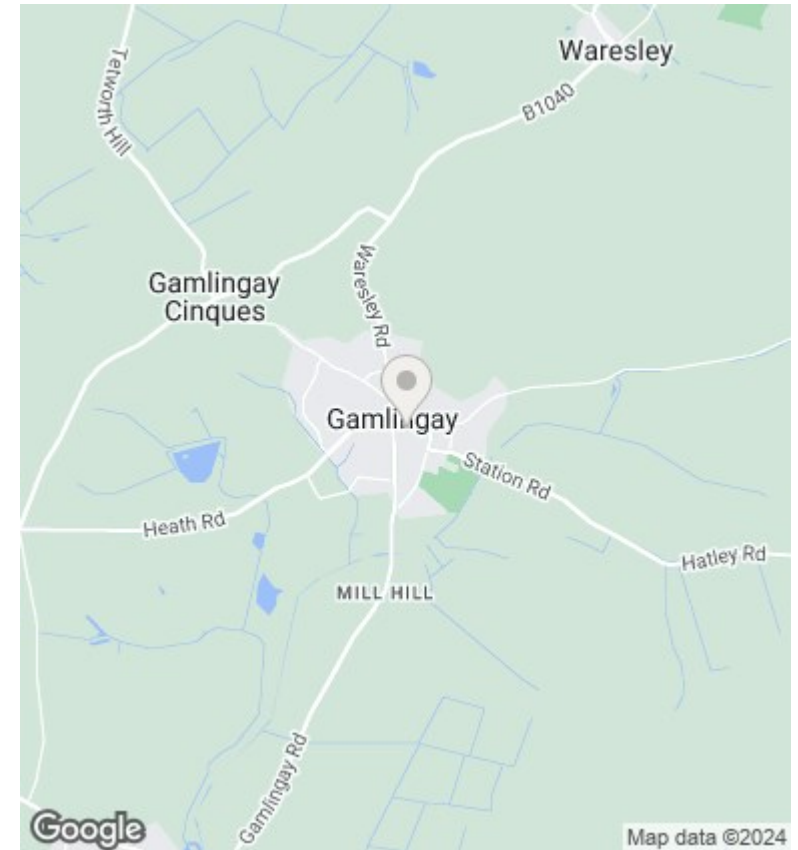 Waresley
Tetworth Hill
B1040
Waresley Rd
Gamlingay
Cinques
Gamlingay
Station Rd
Heath Rd
Hatley Rd
MILL HILL
Gamlingay Rd
Google
Map data ©2024